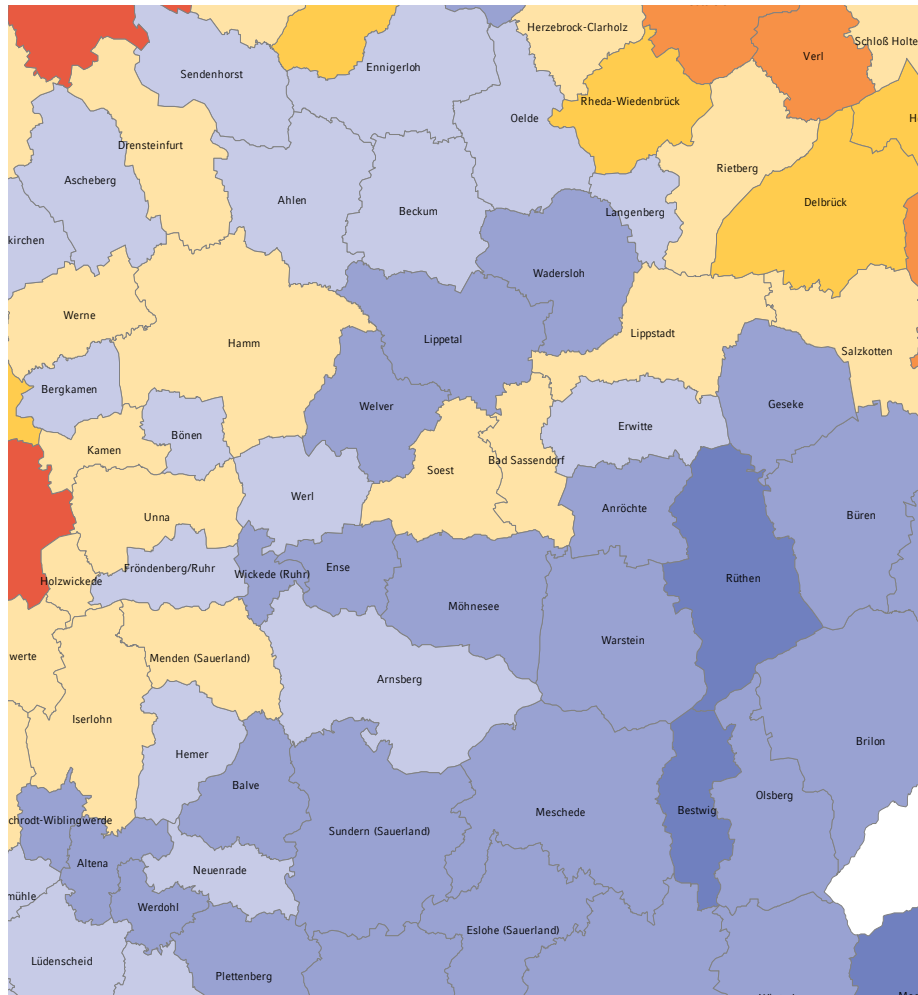 Herzebrock-Clarholz
Schloß Holte
Verl
Ennigerloh
Sendenhorst
Rheda-Wiedenbrück
Oelde
H
Drensteinfurt
Rietberg
Ascheberg
Ahlen
Delbrück
Beckum
Langenberg
kirchen
Wadersloh
Werne
Lippstadt
Lippetal
Hamm
Salzkotten
Bergkamen
Geseke
Welver
Erwitte
Bönen
Kamen
Bad Sassendorf
Soest
Werl
Anröchte
Büren
Unna
Ense
Fröndenberg/Ruhr
Wickede (Ruhr)
Rüthen
Holzwickede
Möhnesee
Warstein
werte
Menden (Sauerland)
Arnsberg
Iserlohn
Brilon
Hemer
Balve
Olsberg
Bestwig
Meschede
chrodt-Wiblingwerde
Sundern (Sauerland)
Altena
Neuenrade
mühle
Werdohl
Eslohe (Sauerland)
Lüdenscheid
Plettenberg